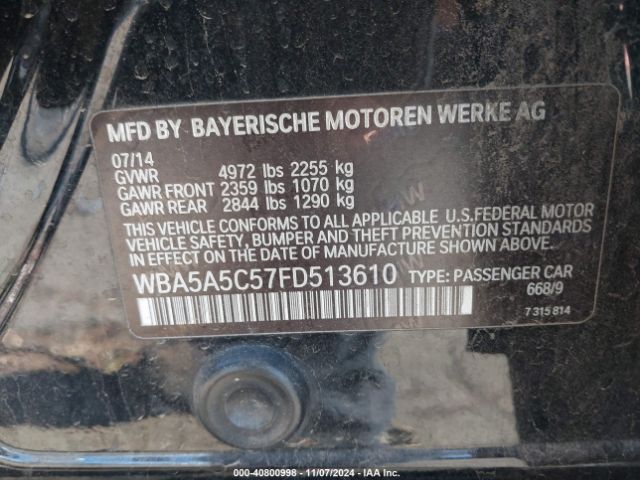 MFD BY BAYERISCHE MOTOREN WERKE AG
07/14
GVWR 4972 lbs 2255 kg
GAWR FRONT 2359 lbs 1070 kg
GAWR REAR 2844 lbs 1290 kg
THIS VEHICLE CONFORMS TO ALL APPLICABLE U.S.FEDERAL MOTOR
VEHICLE SAFETY, BUMPER AND THEFT PREVENTION STANDARDS
IN EFFECT ON THE DATE OF MANUFACTURE SHOWN ABOVE.
WBA5A5C57FD513610 TYPE: PASSENGER CAR
668/9
7 315 814
000-40800998 - 11/07/2024 - IAA Inc.